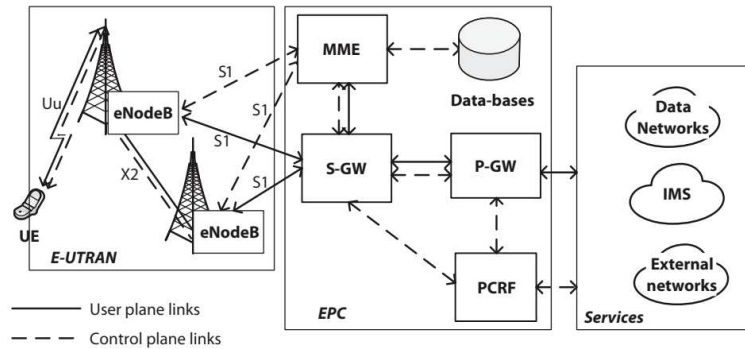 MME
Data-bases
S1
Uu
eNodeB
S1
S1
Data
Networks
S-GW
P-GW
X2
S1
IMS
UE
eNodeB
E-UTRAN
PCRF
External
networks
EPC
Services
User plane links
Control plane links